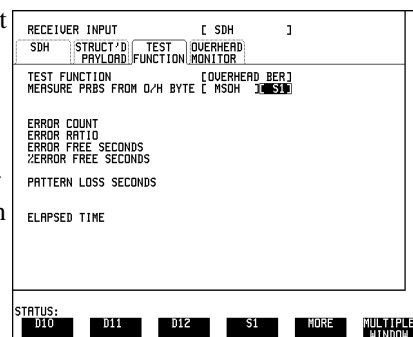 t
RECEIVER INPUT [ SDH ]
SDH STRUCT'D PAYLOAD TEST FUNCTION OVERHEAD MONITOR
TEST FUNCTION [OVERHEAD BER]
MEASURE PRBS FROM O/H BYTE [ MSOH ][ S1]
ERROR COUNT
ERROR RATIO
ERROR FREE SECONDS
%ERROR FREE SECONDS
PATTERN LOSS SECONDS
n
ELAPSED TIME
STATUS:
D10 D11 D12 S1 MORE MULTIPLE WINDOW